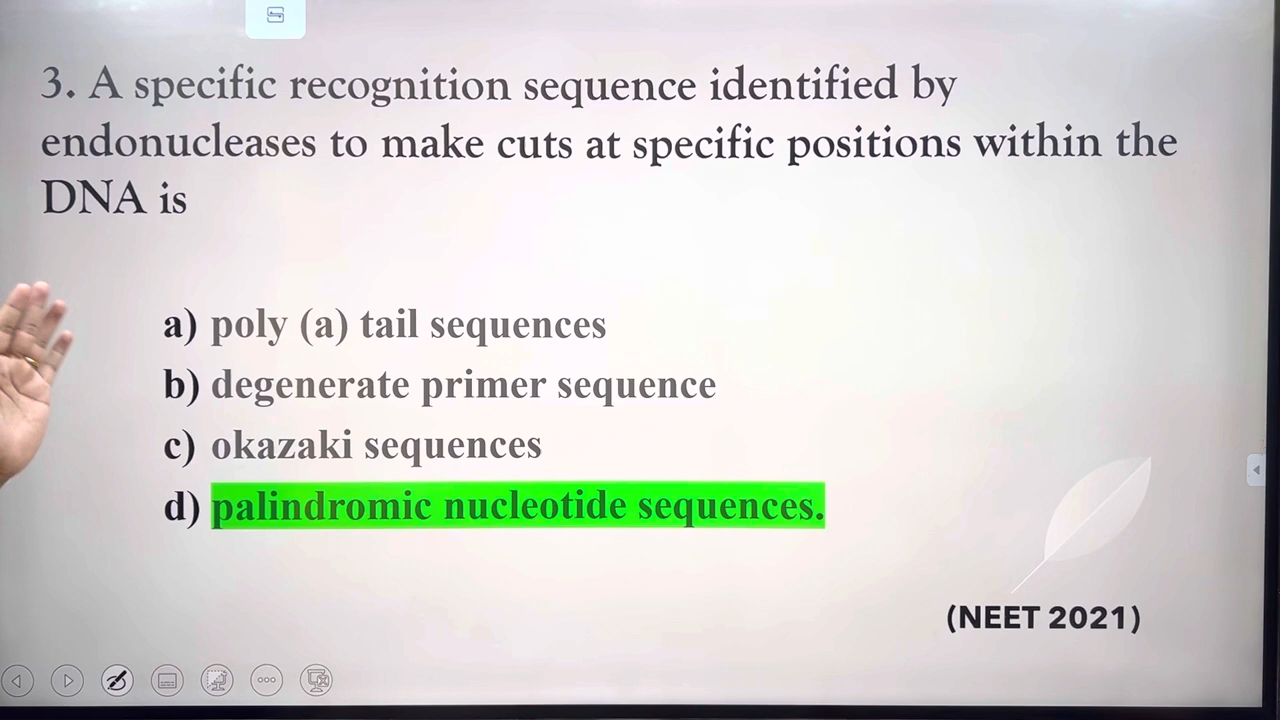 3. A specific recognition sequence identified by
endonucleases to make cuts at specific positions within the
DNA is
a) poly (a) tail sequences
b) degenerate primer sequence
c) okazaki sequences
d) palindromic nucleotide sequences.
(NEET 2021)